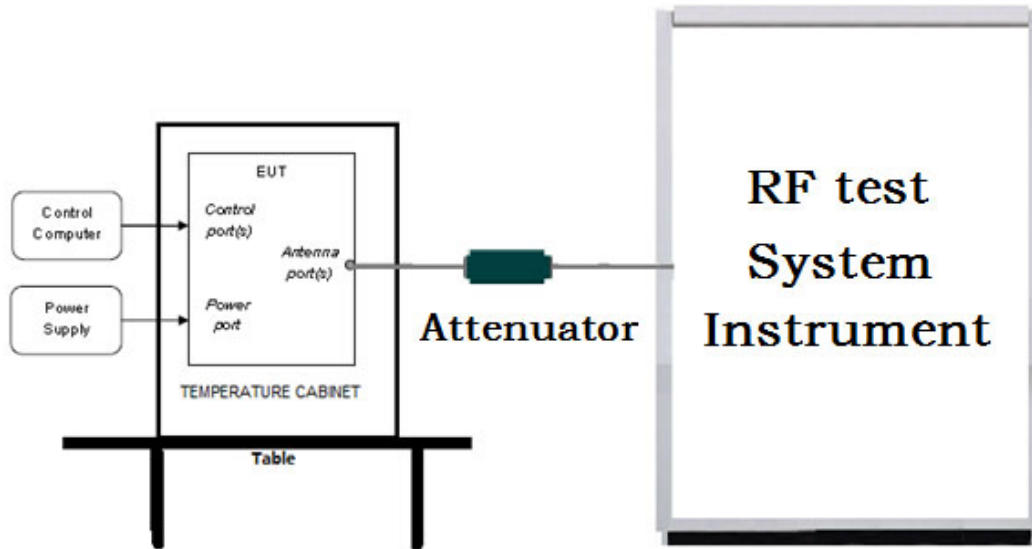 EUT
Control
Computer
Control
port(s)
Antenna
port(s)
Power
Supply
Power
port
TEMPERATURE CABINET
Table
Attenuator
RF test
System
Instrument